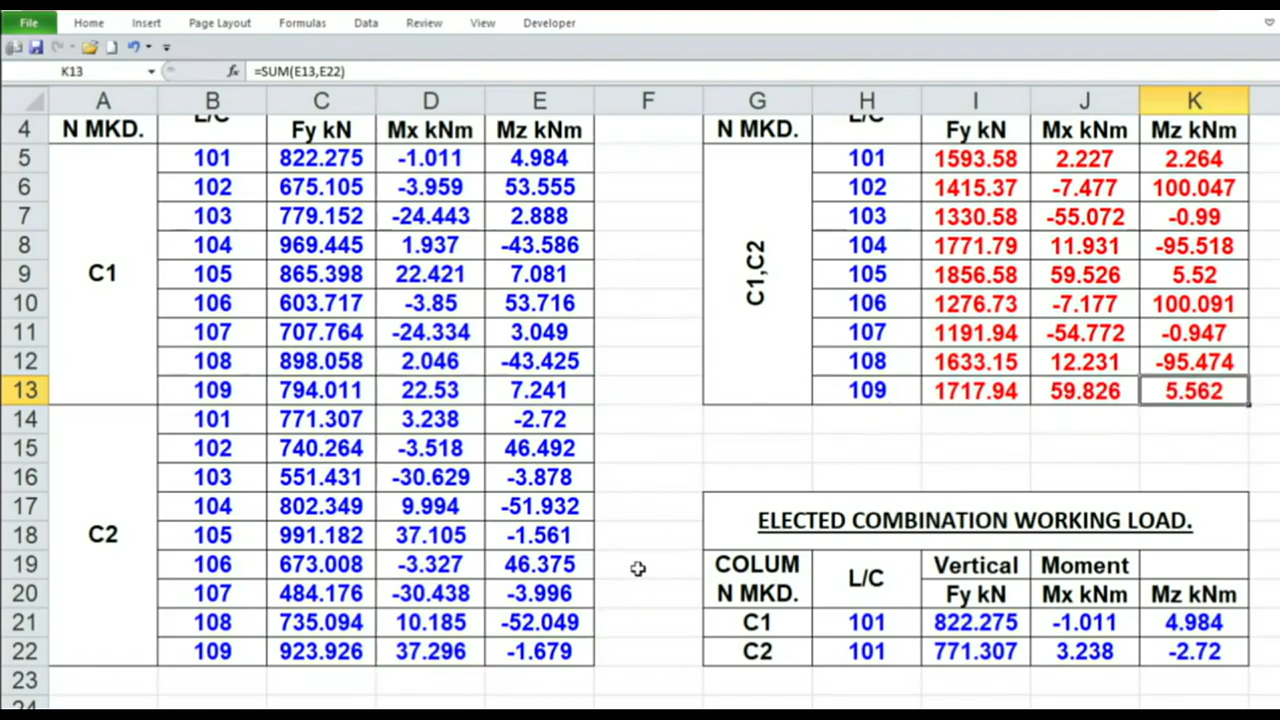 File Home Insert Page Layout Formulas Data Review View Developer
K13 fx =SUM(E13,E22)
A B C D E F G H I J K
4 N MKD. L/C Fy kN Mx kNm Mz kNm N MKD. L/C Fy kN Mx kNm Mz kNm
5 101 822.275 -1.011 4.984 101 1593.58 2.227 2.264
6 102 675.105 -3.959 53.555 102 1415.37 -7.477 100.047
7 103 779.152 -24.443 2.888 103 1330.58 -55.072 -0.99
8 104 969.445 1.937 -43.586 104 1771.79 11.931 -95.518
9 C1 105 865.398 22.421 7.081 C1,C2 105 1856.58 59.526 5.52
10 106 603.717 -3.85 53.716 106 1276.73 -7.177 100.091
11 107 707.764 -24.334 3.049 107 1191.94 -54.772 -0.947
12 108 898.058 2.046 -43.425 108 1633.15 12.231 -95.474
13 109 794.011 22.53 7.241 109 1717.94 59.826 5.562
14 101 771.307 3.238 -2.72
15 102 740.264 -3.518 46.492
16 103 551.431 -30.629 -3.878
17 104 802.349 9.994 -51.932
ELECTED COMBINATION WORKING LOAD.
18 C2 105 991.182 37.105 -1.561
19 106 673.008 -3.327 46.375 COLUM L/C Vertical Moment
20 107 484.176 -30.438 -3.996 N MKD. Fy kN Mx kNm Mz kNm
21 108 735.094 10.185 -52.049 C1 101 822.275 -1.011 4.984
22 109 923.926 37.296 -1.679 C2 101 771.307 3.238 -2.72
23
24